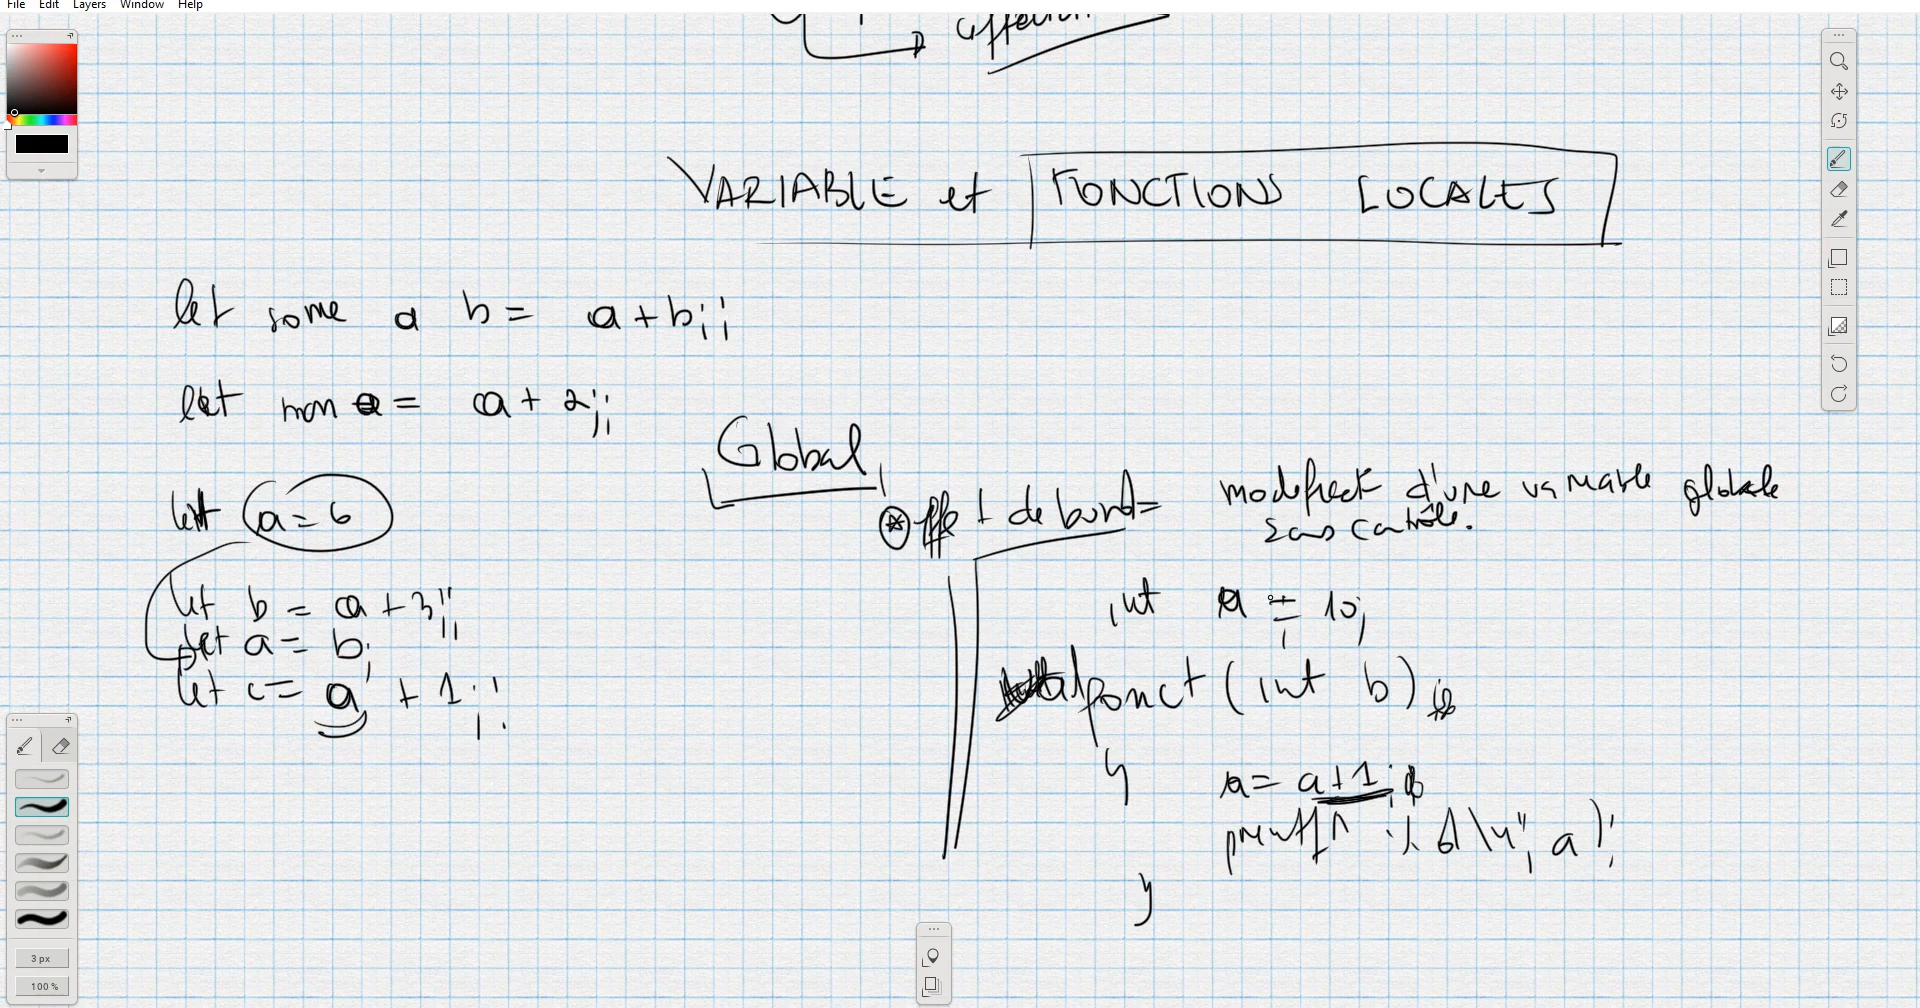 File Edit Layers Window Help
VARIABLE et FONCTIONS LOCALES
let some a b = a + b;;
let mon a = a + 2;;
Global
let a = 6
* effet de bord =
d'une variable globale
sans contrôle.
let b = a + 3;;
let a = b;
let c = a + 1;;
int a = 10;
fonct (int b)
{
a = a + 1;
printf(" % d \n", a);
}
3 px
100 %